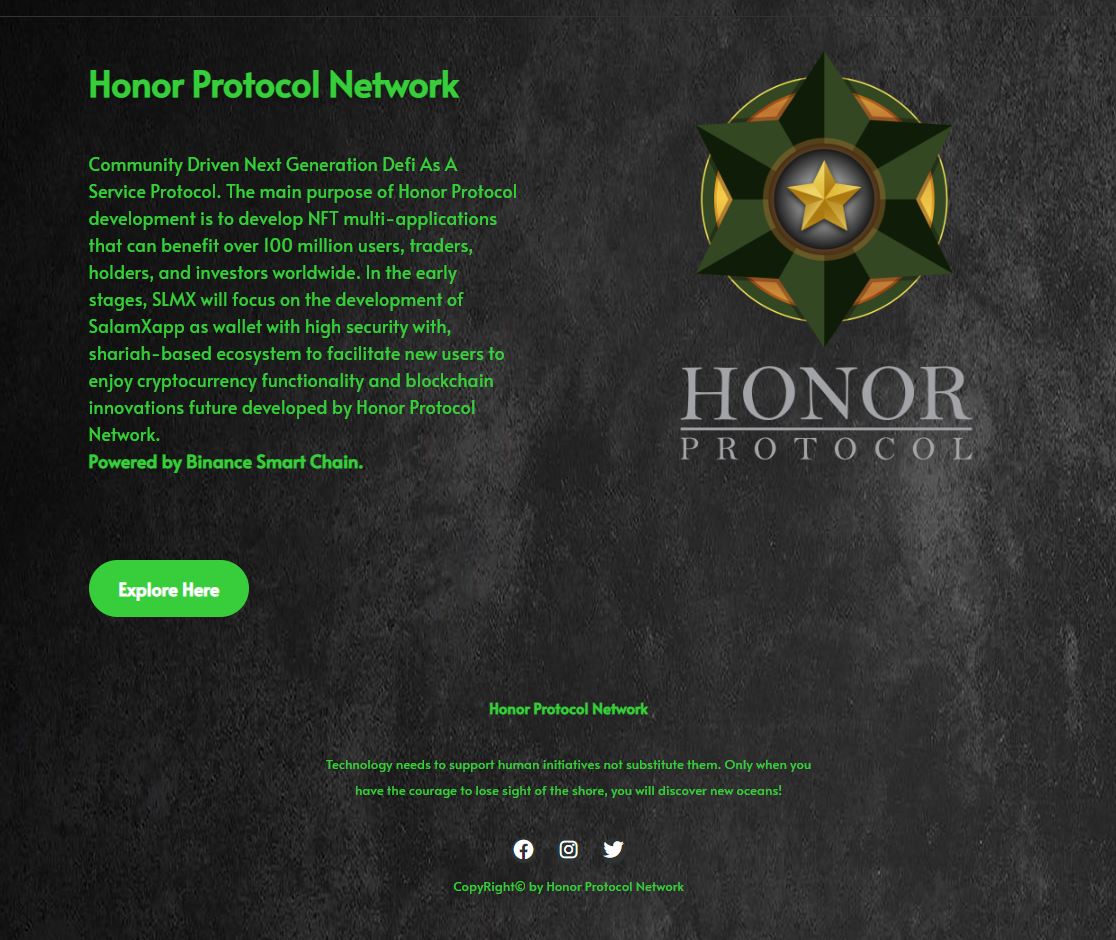 Honor Protocol Network
Community Driven Next Generation Defi As A
Service Protocol. The main purpose of Honor Protocol
development is to develop NFT multi-applications
that can benefit over 100 million users, traders,
holders, and investors worldwide. In the early
stages, SLMX will focus on the development of
SalamXapp as wallet with high security with,
shariah-based ecosystem to facilitate new users to
enjoy cryptocurrency functionality and blockchain
innovations future developed by Honor Protocol
Network.
Powered by Binance Smart Chain.
Explore Here
HONOR
PROTOCOL
Honor Protocol Network
Technology needs to support human initiatives not substitute them. Only when you
have the courage to lose sight of the shore, you will discover new oceans!
CopyRight© by Honor Protocol Network